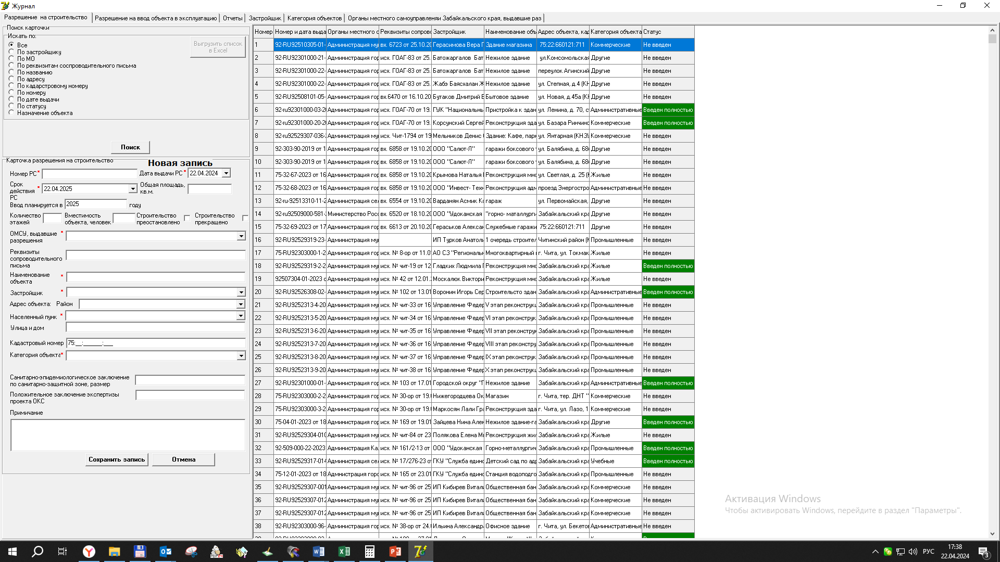 Журнал
Разрешение на строительство
Разрешение на ввод объекта в эксплуатацию
Отчеты
Застройщик
Категория объектов
Органы местного самоуправлени Забайкальского края, выдавшие раз
Поиск карточки
Искать по:
Все
По застройщику
По МО
По реквизитам соспроводительного письма
По названию
По адресу
По кадарстровому номеру
По номеру
По дате выдачи
По статусу
Назначение объекта
Выгрузить список
в Excel
Поиск
Карточка разрешения на строительство
Новая запись
Номер РС*
Дата выдачи РС *
22.04.2024
Срок
действия *
РС
22.04.2025
Общая площадь,
кв.м.
Ввод планируется в
2025
году
Количество
этажей
Вместимость
объекта, человек
Строительство
преостановлено
Строительство
прекращено
ОМСУ, выдавшие *
разрешения
Реквизиты
сопроводительного
письма
Наименование *
объекта
Застройщик *
Адрес объекта: Район
Населенный пунк *
Улица и дом
Кадастровый номер
75:__:______:___
Категория объекта*
Санитарно-эпидемиологическое заключение
по санитарно-защитной зоне, размер
Положительное заключение экспертизы
проекта ОКС
Примичание
Сохранить запись
Отмена
Номер Номер и дата выда Органы местного с Реквизиты сопрово Застройщик Наименование объ Адрес объекта, кад Категория объекта Статус
1 92-RU92510305-01- Администрация му вх. 6723 от 25.10.20 Герасимова Вера Г Здание магазина 75:22:660121:711 Коммерческие Не введен
2 92-RU92301000-21- Администрация гор исх. ГОАГ-83 от 25. Батожаргалов Бат Нежилое здание ул.Комсомольская Другие Не введен
3 92-RU92301000-22- Администрация гор исх. ГОАГ-83 от 25. Батожаргалов Бат Нежилое здание переулок Агинский Другие Не введен
4 92-RU92301000-22- Администрация гор исх. ГОАГ-83 от 25. Жабэ Баясхалан Ж Нежилое здание ул. Степная, д.4 (КН Другие Не введен
5 92-RU92508101-05- Администрация гор вх.6470 от 16.10.20 Бутаков Дмитрий Е Бытовое здание ул. Новая, д.45а (КН Другие Не введен
6 92-ru92301000-03-20 Администрация гор исх. ГОАГ-70 от 19. ГУК "Национальны Пристройка к здан ул. Ленина, д. 70, ст Административные Введен полностью
7 92-ru92301000-20-20 Администрация гор исх. ГОАГ-70 от 19. Корсунский Сергей Реконструкция зда ул. Базара Ринчино Коммерческие Введен полностью
8 92-ru92529307-036- Администрация му исх. Чит-1794 от 19 Мельников Денис Здание: Кафе, парк ул. Янтарная (КНЗУ Коммерческие Не введен
9 92-303-90-2019 от 1 Администрация гор вх. 6858 от 19.10.20 ООО "Салют-Л" гаражи боксового т ул. Балябина, д. 68 Другие Не введен
10 92-303-90-2019 от 1 Администрация гор вх. 6858 от 19.10.20 ООО "Салют-Л" гаражи боксового т ул. Балябина, д. 68 Другие Не введен
11 75-32-67-2023 от 16 Администрация гор вх. 6858 от 19.10.20 Крымова Наталья Реконструкция мно ул. Светлая, д. 25 (К Жилые Не введен
12 75-32-68-2023 от 16 Администрация гор вх. 6858 от 19.10.20 ООО "Инвест- Техн Реконструкция адм проезд Энергостро Административные Не введен
13 92-ru-92513310-11-2 Администрация сел вх. 6554 от 19.10.20 Варданян Асмик Ко гараж ул. Первомайская, Другие Не введен
14 92-ru92509000-581- Министерство Росс вх. 6520 от 18.10.20 ООО "Удоканская "горно- маталлурги Забайкальский кра Другие Не введен
15 75-32-69-2023 от 17 Администрация гор вх. 6613 от 20.10.20 Гераськов Алексан Служебные гаражи 75:22:660121:711 Другие Не введен
16 92-RU92529319-23- Администрация му ИП Турков Анатоли 1 очередь строител Читинский район (К Промышленные Не введен
17 75-RU92303000-1-2 Администрация гор исх. № 8-ор от 11.0 АО СЗ "Региональн Многоквартирный г. Чита, ул. Токмак Жилые Не введен
18 92-RU92529319-2-2 Администрация му исх. № чит-19 от 12 Гладких Людмила Г Реконструкция мно Забайкальский кра Жилые Введен полностью
19 92507304-01-2023 о Администрация му исх. № 42 от 12.01. Москалюк Виктори Реконструкция мно Забайкальский кра Жилые Не введен
20 92-RU92526308-02- Администрация му исх. № 102 от 13.01 Воронин Игорь Сер Строительсто здан Забайкальский кра Административные Введен полностью
21 92-RU9252313-4-20 Администрация му исх. № чит-33 от 16 Управление Федер V этап реконструкц Забайкальский кра Промышленные Не введен
22 92-RU9252313-5-20 Администрация му исх. № чит-34 от 16 Управление Федер VI этап реконструк Забайкальский кра Промышленные Не введен
23 92-RU9252313-6-20 Администрация му исх. № чит-35 от 16 Управление Федер VII этап реконстру Забайкальский кра Промышленные Не введен
24 92-RU9252313-7-20 Администрация му исх. № чит-36 от 16 Управление Федер VIII этап реконстру Забайкальский кра Промышленные Не введен
25 92-RU9252313-8-20 Администрация му исх. № чит-37 от 16 Управление Федер IX этап реконструк Забайкальский кра Промышленные Не введен
26 92-RU9252313-9-20 Администрация му исх. № чит-38 от 16 Управление Федер X этап реконструкц Забайкальский кра Промышленные Не введен
27 92-RU92301000-01- Администрация гор исх. № 103 от 17.01 Городской округ "Г Нежилое здание Забайкальский кра Административные Введен полностью
28 75-RU92303000-2-2 Администрация гор исх. № 30-ор от 19.0 Нижегородцева Ок Магазин г. Чита, тер. ДНТ " Коммерческие Не введен
29 75-RU92303000-3-2 Администрация гор исх. № 30-ор от 19.0 Маркосян Лали Гра Реконструкция зда г. Чита, ул. Лазо, 1 Коммерческие Не введен
30 75-04-01-2023 от 18 Администрация му исх. № 169 от 19.01 Зайцева Нина Алек Нежилое здание-га Забайкальский кра Другие Введен полностью
31 92-RU92529304-010 Администрация му исх. № чит-84 от 23 Полякова Елена М Реконструкция жил Забайкальский кра Жилые Не введен
32 92-509-000-22-2023 Администрация Ка. исх. № 161/2-13 от ООО "Удоканская Горно-металлургич Забайкальский кра Промышленные Введен полностью
33 92-RU92529317-014 Администрация сел исх. № 17/276-23 от ГКУ "Служба едино Детский сад по адр Забайкальский кра Учебные Введен полностью
34 75-12-01-2023 от 18 Админстрация горо исх. № 165 от 23.01 ГКУ "Служба едино Станция водоподго Забайкальский кра Промышленные Не введен
35 92-RU92529307-001 Администрация му исх. № чит-96 от 25 ИП Кибирев Витали Общественная бан Забайкальский кра Коммерческие Не введен
36 92-RU92529307-012 Администрация му исх. № чит-96 от 25 ИП Кибирев Витали Общественная бан Забайкальский кра Коммерческие Не введен
37 92-RU92529307-012 Администрация му исх. № чит-96 от 25 ИП Кибирев Витали Общественная бан Забайкальский кра Коммерческие Не введен
38 92-RU92303000-96- Администрация гор исх. № 38-ор от 24.0 Ильина Александр Офисное здание г. Чита, ул. Бекетов Административные Не введен
Активация Windows
Чтобы активировать Windows, перейдите в раздел "Параметры".
РУС
17:38
22.04.2024
3